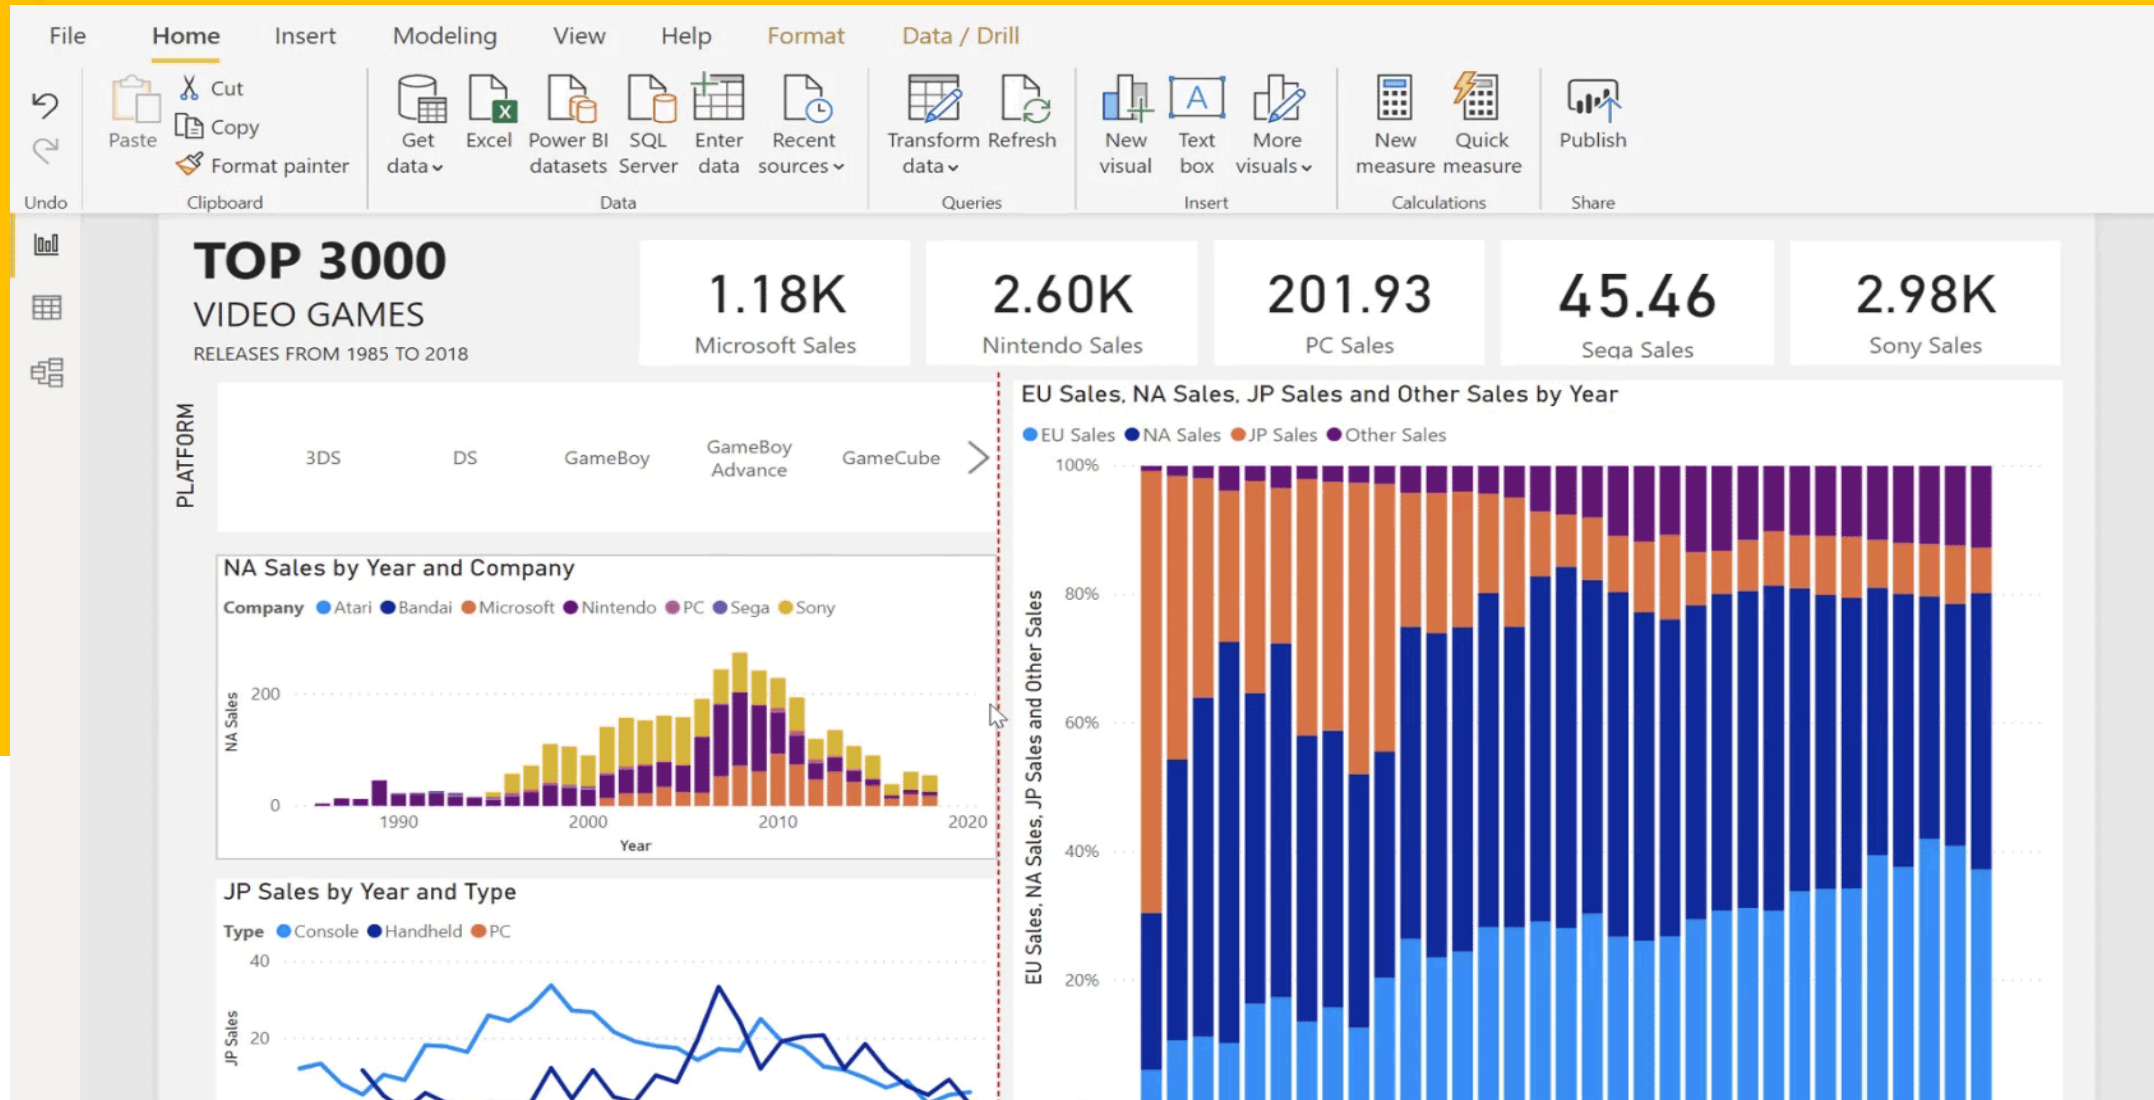 File Home Insert Modeling View Help Format Data / Drill
Cut
Copy
Format painter
Paste
Get data
Excel
Power BI datasets
SQL Server
Enter data
Recent sources
Transform data
Refresh
New visual
Text box
More visuals
New measure
Quick measure
Publish
Undo Clipboard Data Queries Insert Calculations Share
TOP 3000
VIDEO GAMES
RELEASES FROM 1985 TO 2018
1.18K
Microsoft Sales
2.60K
Nintendo Sales
201.93
PC Sales
45.46
Sega Sales
2.98K
Sony Sales
PLATFORM
3DS
DS
GameBoy
GameBoy Advance
GameCube
NA Sales by Year and Company
Company Atari Bandai Microsoft Nintendo PC Sega Sony
NA Sales
200
0
1990 2000 2010 2020
Year
JP Sales by Year and Type
Type Console Handheld PC
JP Sales
40
20
EU Sales, NA Sales, JP Sales and Other Sales by Year
EU Sales NA Sales JP Sales Other Sales
EU Sales, NA Sales, JP Sales and Other Sales
100%
80%
60%
40%
20%